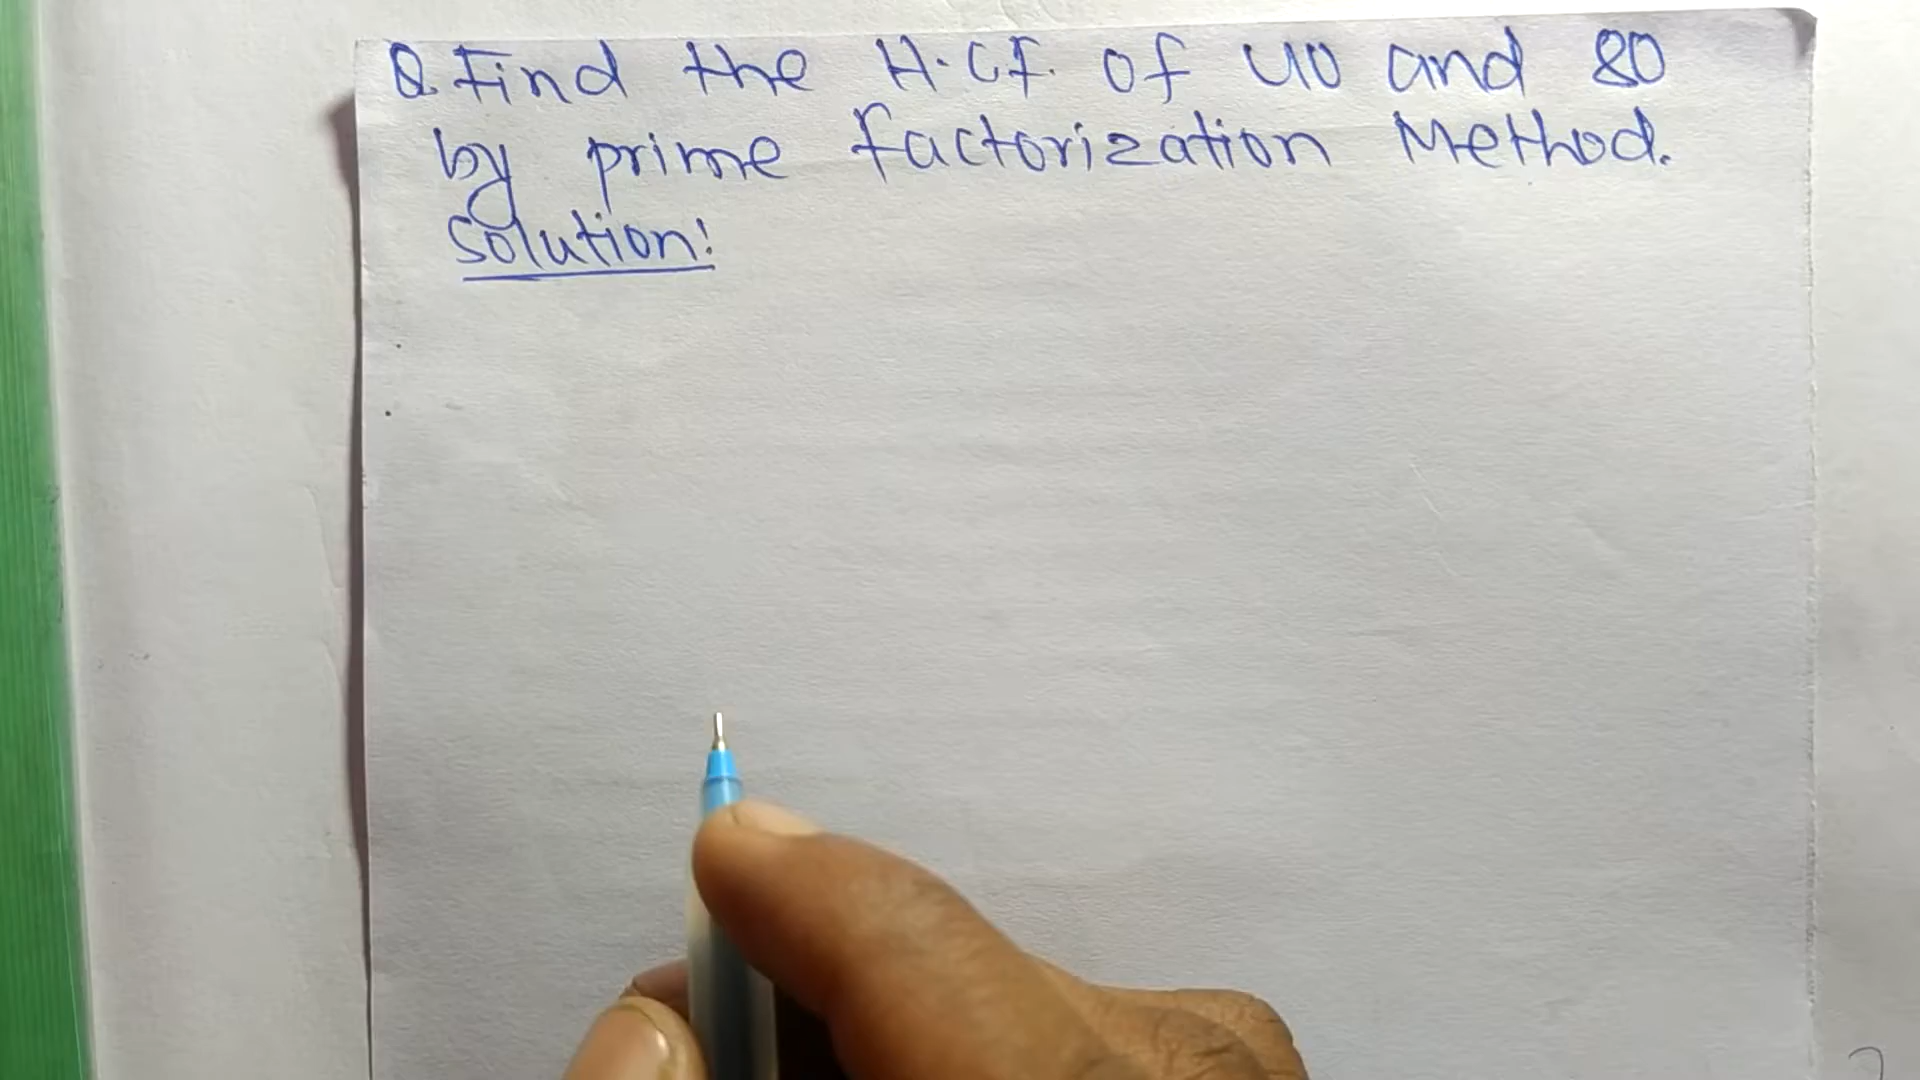 Q. Find the H.C.F. of 40 and 80
by prime factorization Method.
Solution: